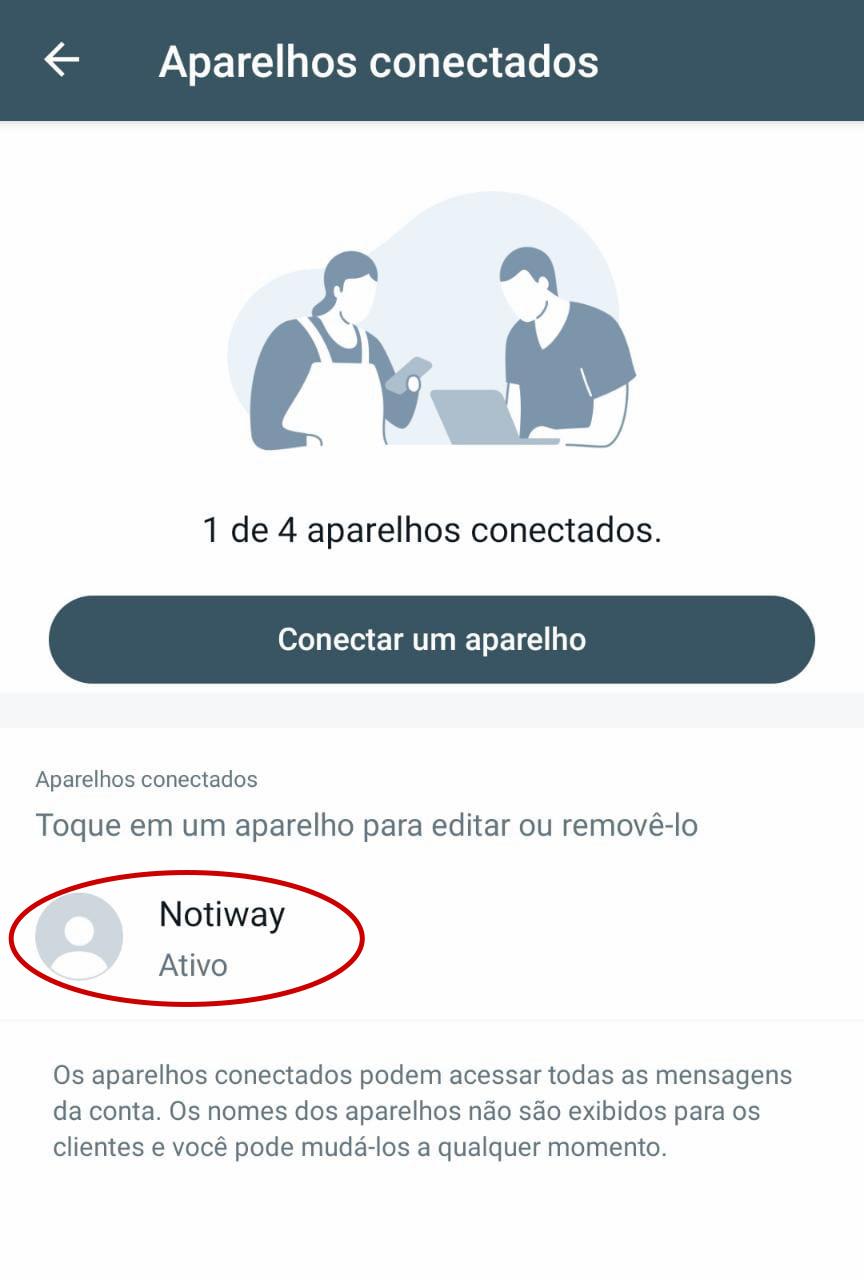 Aparelhos conectados
1 de 4 aparelhos conectados.
Conectar um aparelho
Aparelhos conectados
Toque em um aparelho para editar ou removê-lo
Notiway
Ativo
Os aparelhos conectados podem acessar todas as mensagens
da conta. Os nomes dos aparelhos não são exibidos para os
clientes e você pode mudá-los a qualquer momento.